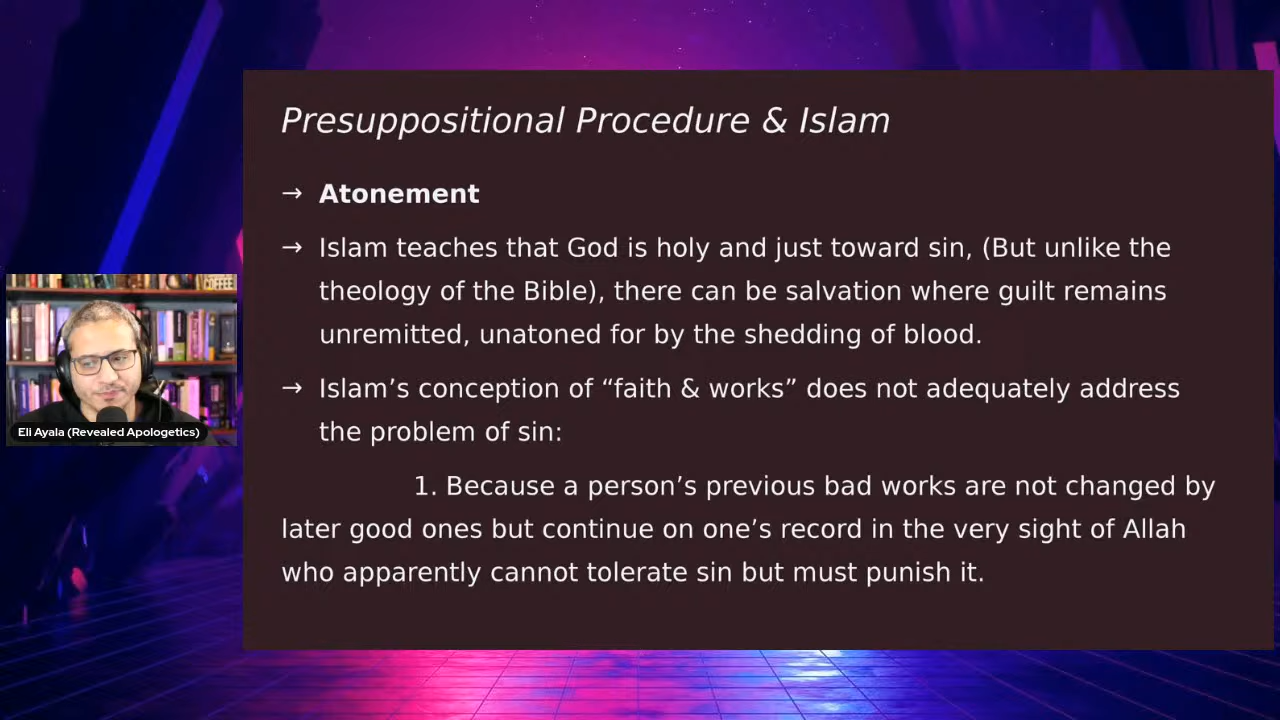 Presuppositional Procedure & Islam
→ Atonement
→ Islam teaches that God is holy and just toward sin, (But unlike the
theology of the Bible), there can be salvation where guilt remains
unremitted, unatoned for by the shedding of blood.
→ Islam’s conception of “faith & works” does not adequately address
the problem of sin:
1. Because a person’s previous bad works are not changed by
later good ones but continue on one’s record in the very sight of Allah
who apparently cannot tolerate sin but must punish it.
COFFEE
Eli Ayala (Revealed Apologetics)